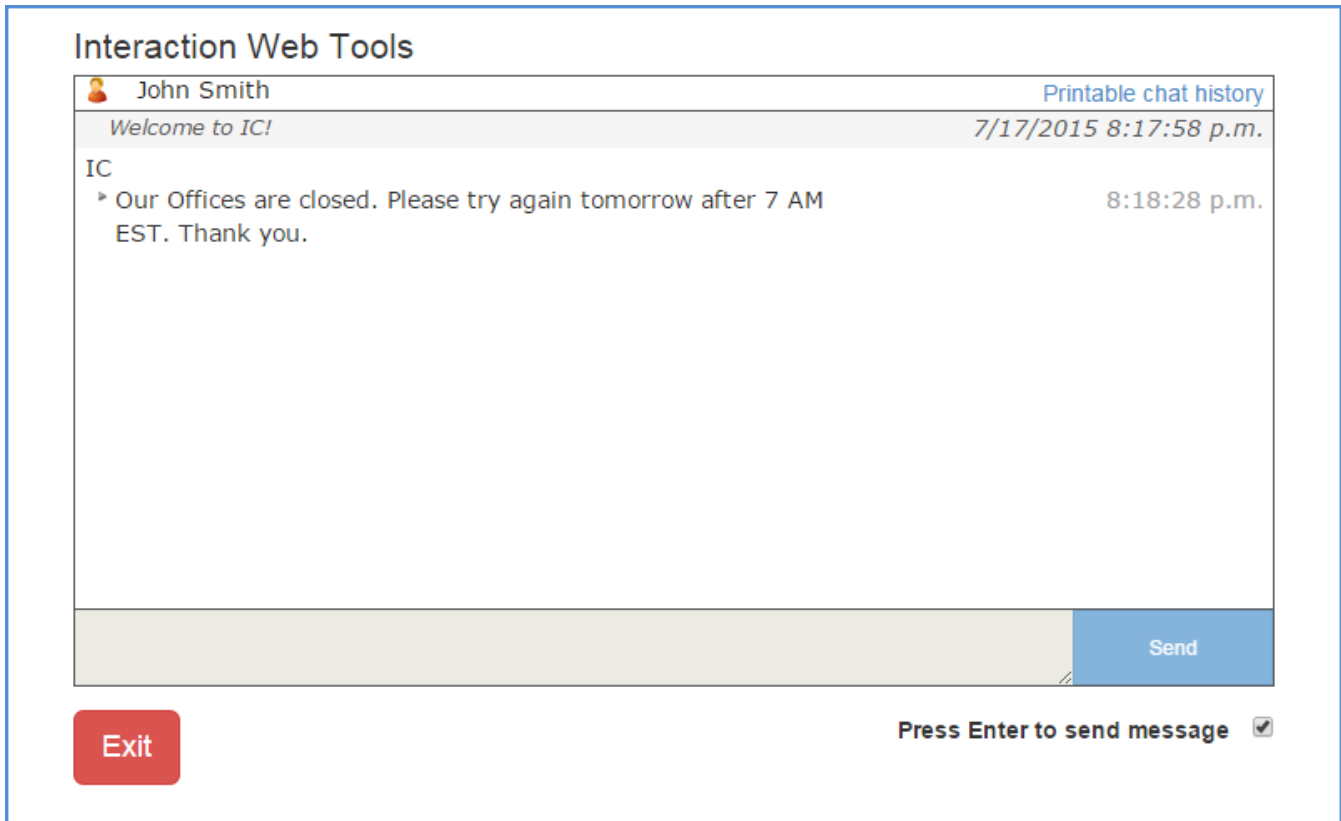 Interaction Web Tools
John Smith Printable chat history
Welcome to IC! 7/17/2015 8:17:58 p.m.
IC
Our Offices are closed. Please try again tomorrow after 7 AM 8:18:28 p.m.
EST. Thank you.
Send
Exit Press Enter to send message